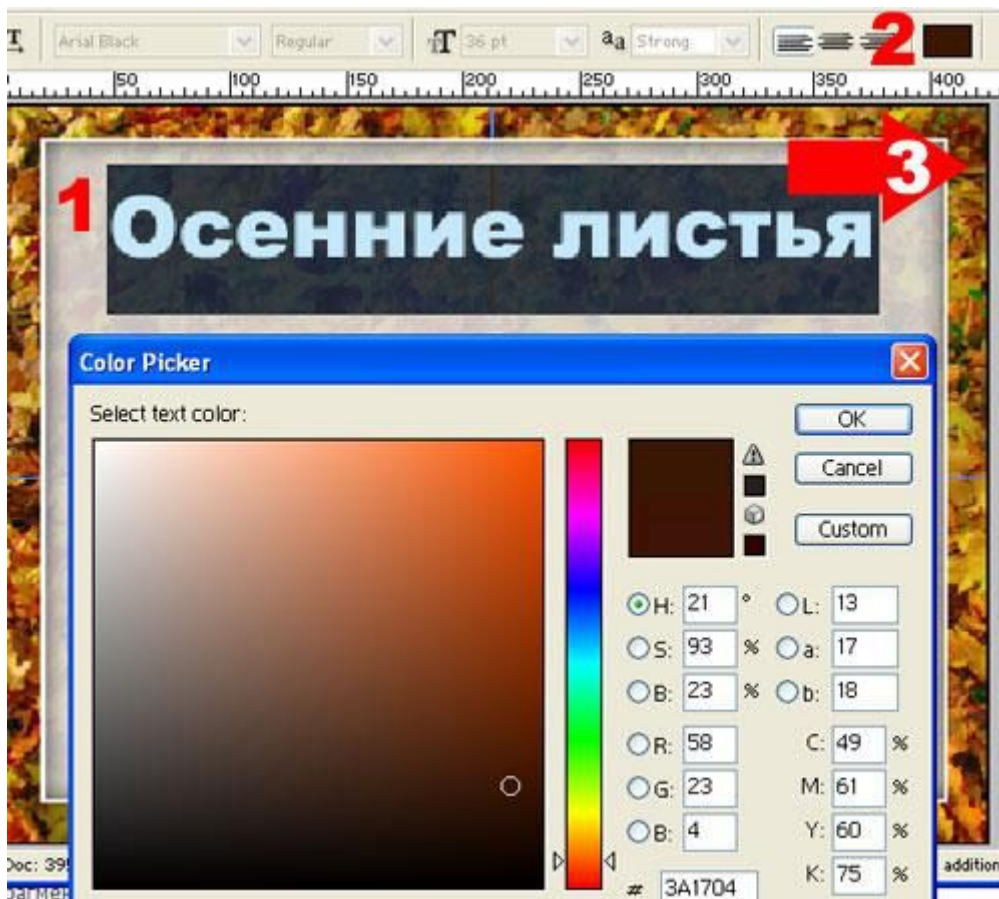 T Arial Black Regular T 36 pt aa Strong 2
50 100 150 200 250 300 350 400
3
1 Осенние листья
Color Picker
Select text color:
OK
Cancel
Custom
H: 21 ° L: 13
S: 93 % a: 17
B: 23 % b: 18
R: 58 C: 49 %
G: 23 M: 61 %
B: 4 Y: 60 %
# 3A1704 K: 75 %
Doc: 395 addition